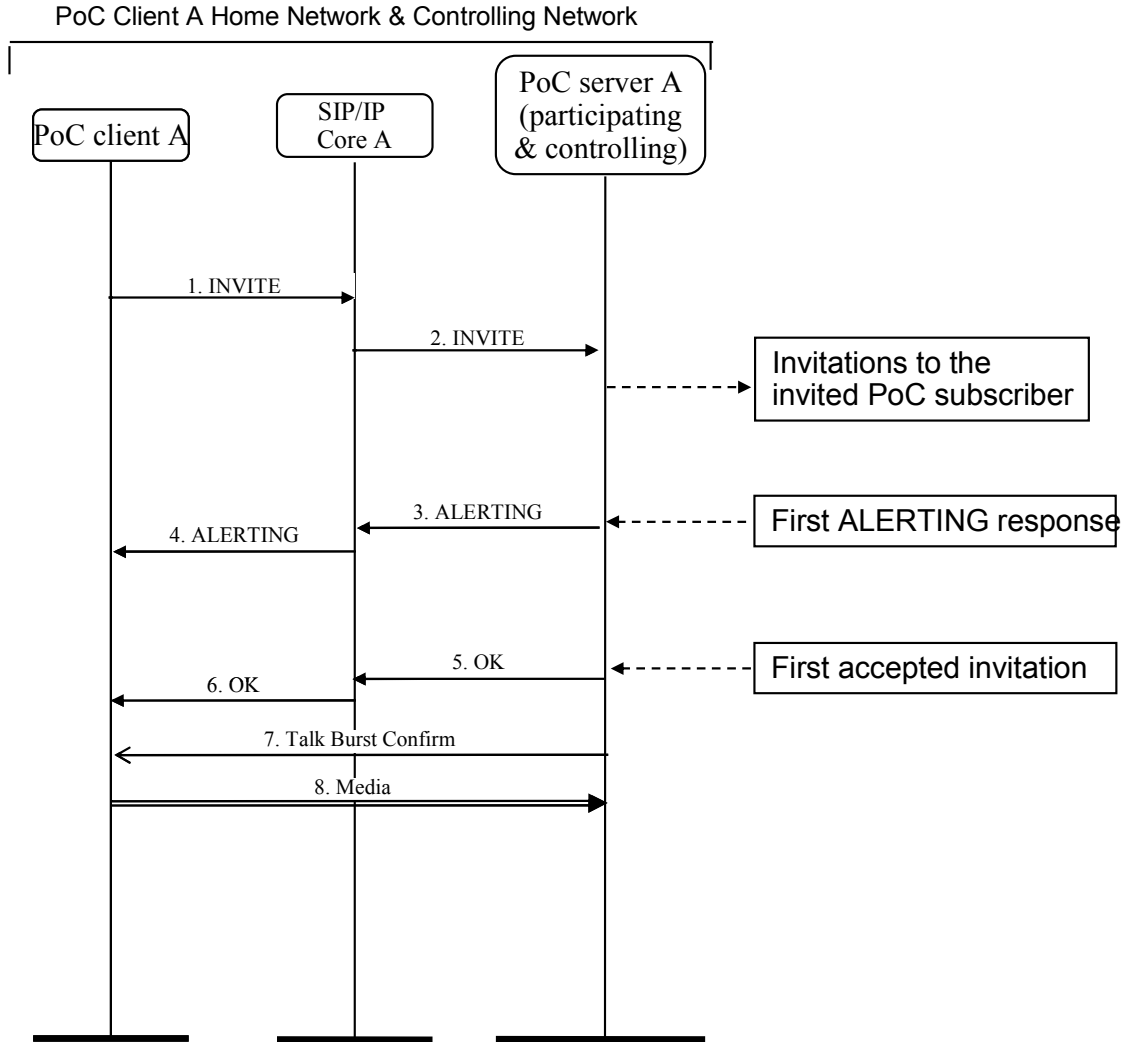 PoC Client A Home Network & Controlling Network
PoC client A
SIP/IP
Core A
PoC server A
(participating
& controlling)
1. INVITE
2. INVITE
Invitations to the
invited PoC subscriber
3. ALERTING
First ALERTING response
4. ALERTING
5. OK
First accepted invitation
6. OK
7. Talk Burst Confirm
8. Media